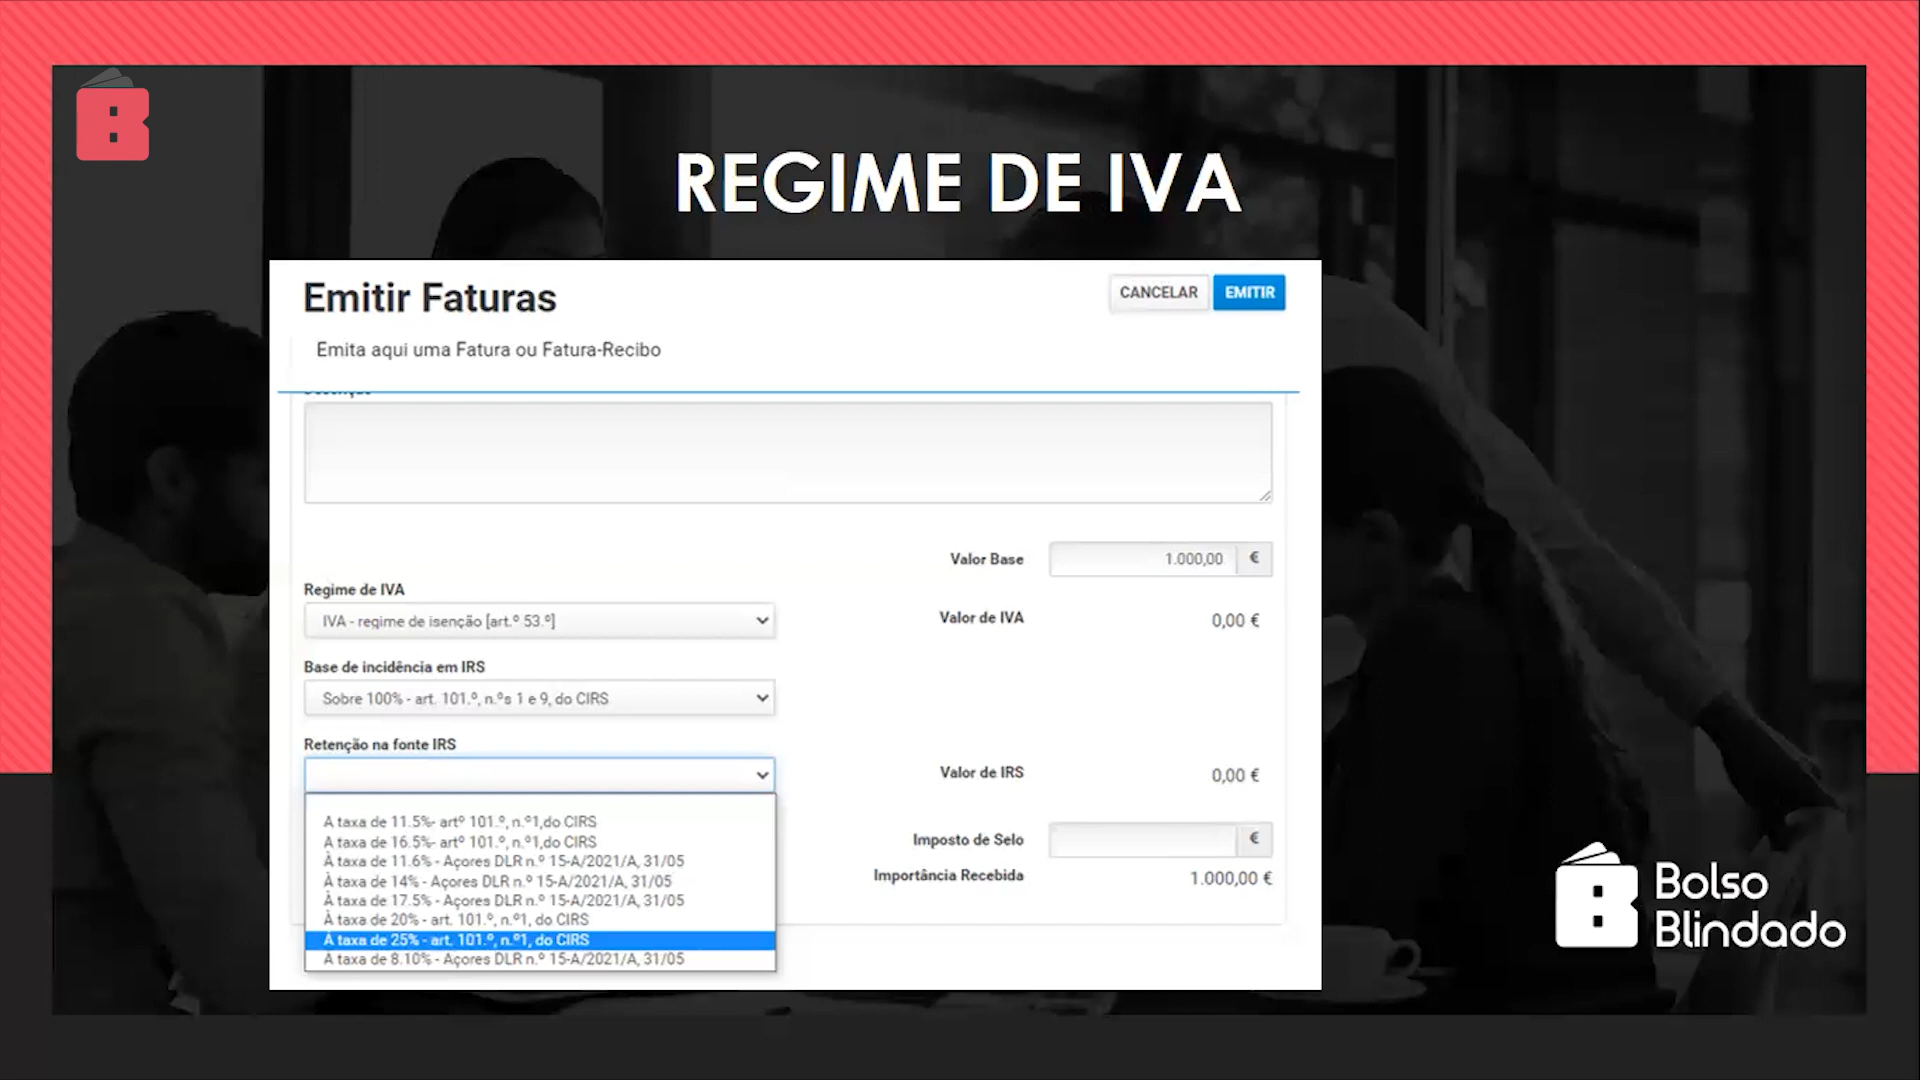 REGIME DE IVA
Emitir Faturas
CANCELAR
EMITIR
Emita aqui uma Fatura ou Fatura-Recibo
Valor Base
1.000,00 €
Regime de IVA
IVA - regime de isenção [art.º 53.º]
Valor de IVA
0,00 €
Base de incidência em IRS
Sobre 100% - art. 101.º, n.ºs 1 e 9, do CIRS
Retenção na fonte IRS
Valor de IRS
0,00 €
À taxa de 11.5%- artº 101.º, n.º1,do CIRS
À taxa de 16.5%- artº 101.º, n.º1,do CIRS
À taxa de 11.6% - Açores DLR n.º 15-A/2021/A, 31/05
À taxa de 14% - Açores DLR n.º 15-A/2021/A, 31/05
À taxa de 17.5% - Açores DLR n.º 15-A/2021/A, 31/05
À taxa de 20% - art. 101.º, n.º1, do CIRS
À taxa de 25% - art. 101.º, n.º1, do CIRS
À taxa de 8.10% - Açores DLR n.º 15-A/2021/A, 31/05
Imposto de Selo
€
Importância Recebida
1.000,00 €
Bolso
Blindado